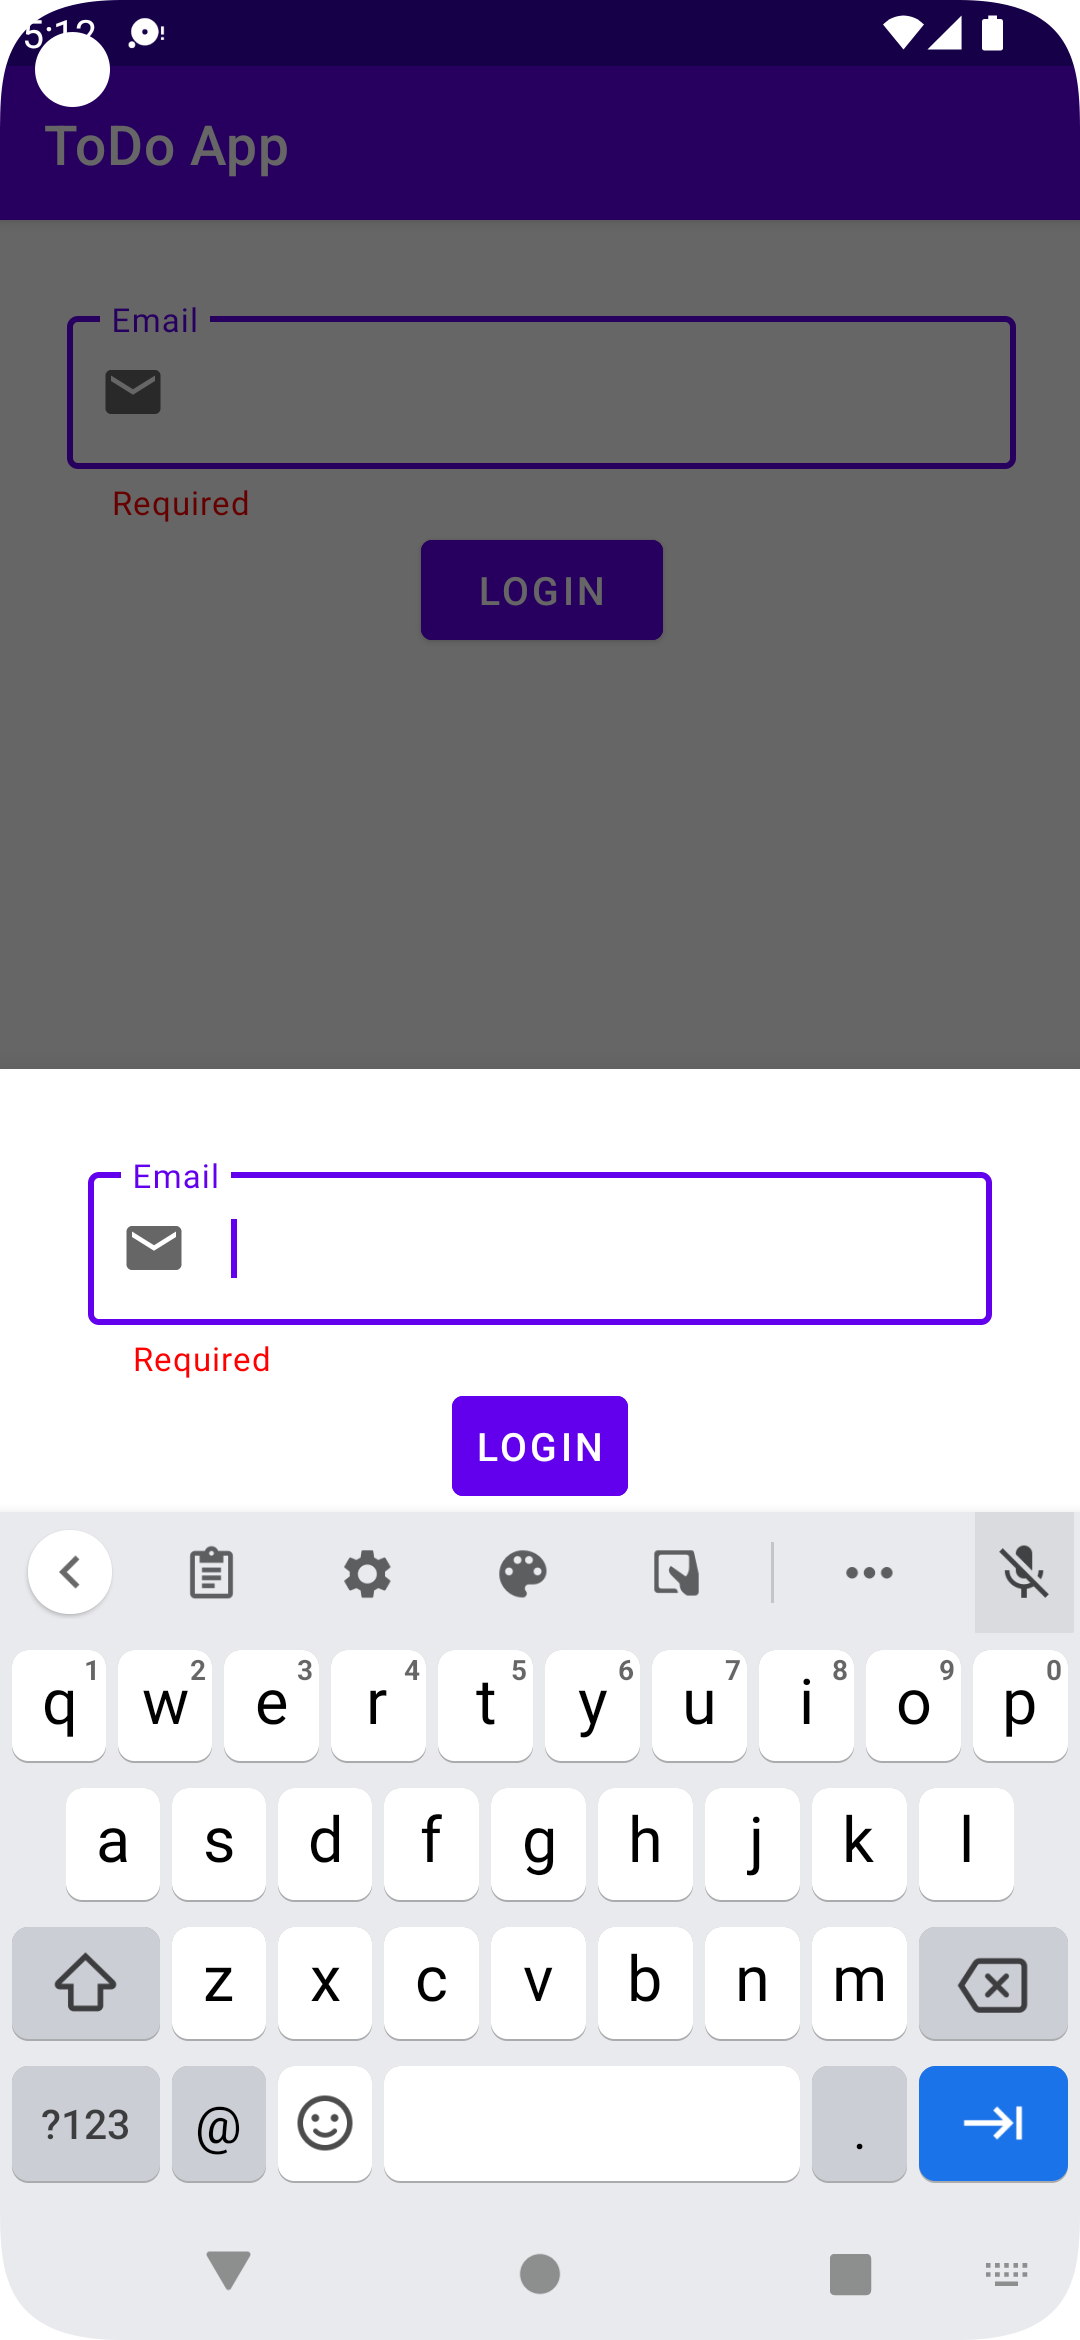 5:12
ToDo App
Email
Required
LOGIN
Email
Required
LOGIN
q 1 w 2 e 3 r 4 t 5 y 6 u 7 i 8 o 9 p 0
a s d f g h j k l
z x c v b n m
?123 @ .